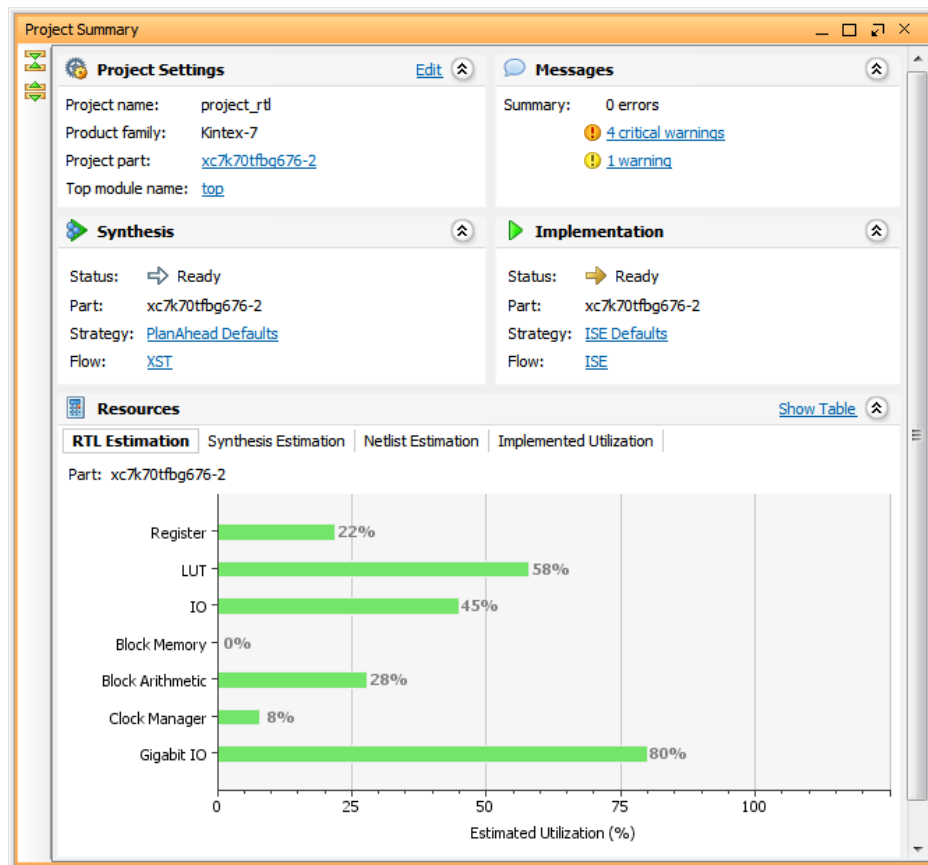 Project Summary
Project Settings Edit
Project name: project_rtl
Product family: Kintex-7
Project part: xc7k70tfbg676-2
Top module name: top
Messages
Summary: 0 errors
4 critical warnings
1 warning
Synthesis
Status: Ready
Part: xc7k70tfbg676-2
Strategy: PlanAhead Defaults
Flow: XST
Implementation
Status: Ready
Part: xc7k70tfbg676-2
Strategy: ISE Defaults
Flow: ISE
Resources Show Table
RTL Estimation Synthesis Estimation Netlist Estimation Implemented Utilization
Part: xc7k70tfbg676-2
Register 22%
LUT 58%
IO 45%
Block Memory 0%
Block Arithmetic 28%
Clock Manager 8%
Gigabit IO 80%
0 25 50 75 100
Estimated Utilization (%)